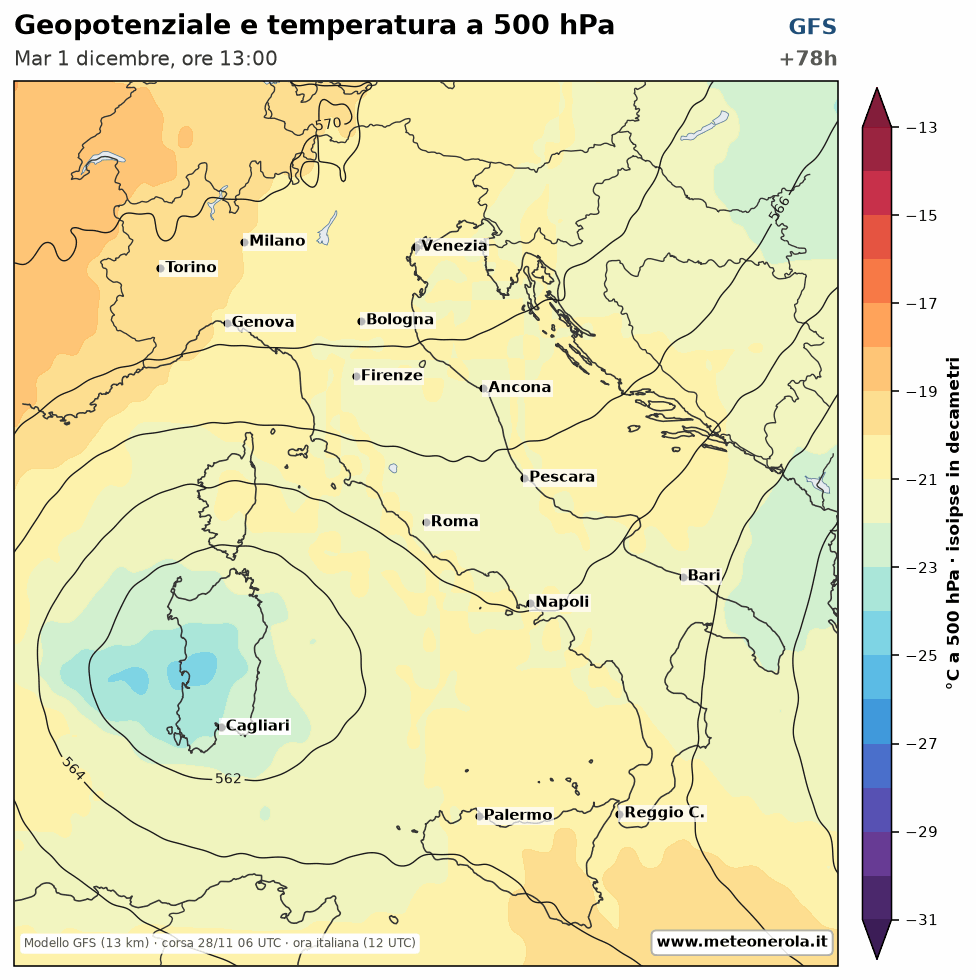 Geopotenziale e temperatura a 500 hPa
GFS
Mar 1 dicembre, ore 13:00
+78h
570
566
Milano
Venezia
Torino
Genova
Bologna
Firenze
Ancona
Pescara
Roma
Bari
Napoli
Cagliari
564
562
Palermo
Reggio C.
−13
−15
−17
−19
−21
−23
−25
−27
−29
−31
°C a 500 hPa · isoipse in decametri
Modello GFS (13 km) · corsa 28/11 06 UTC · ora italiana (12 UTC)
www.meteonerola.it